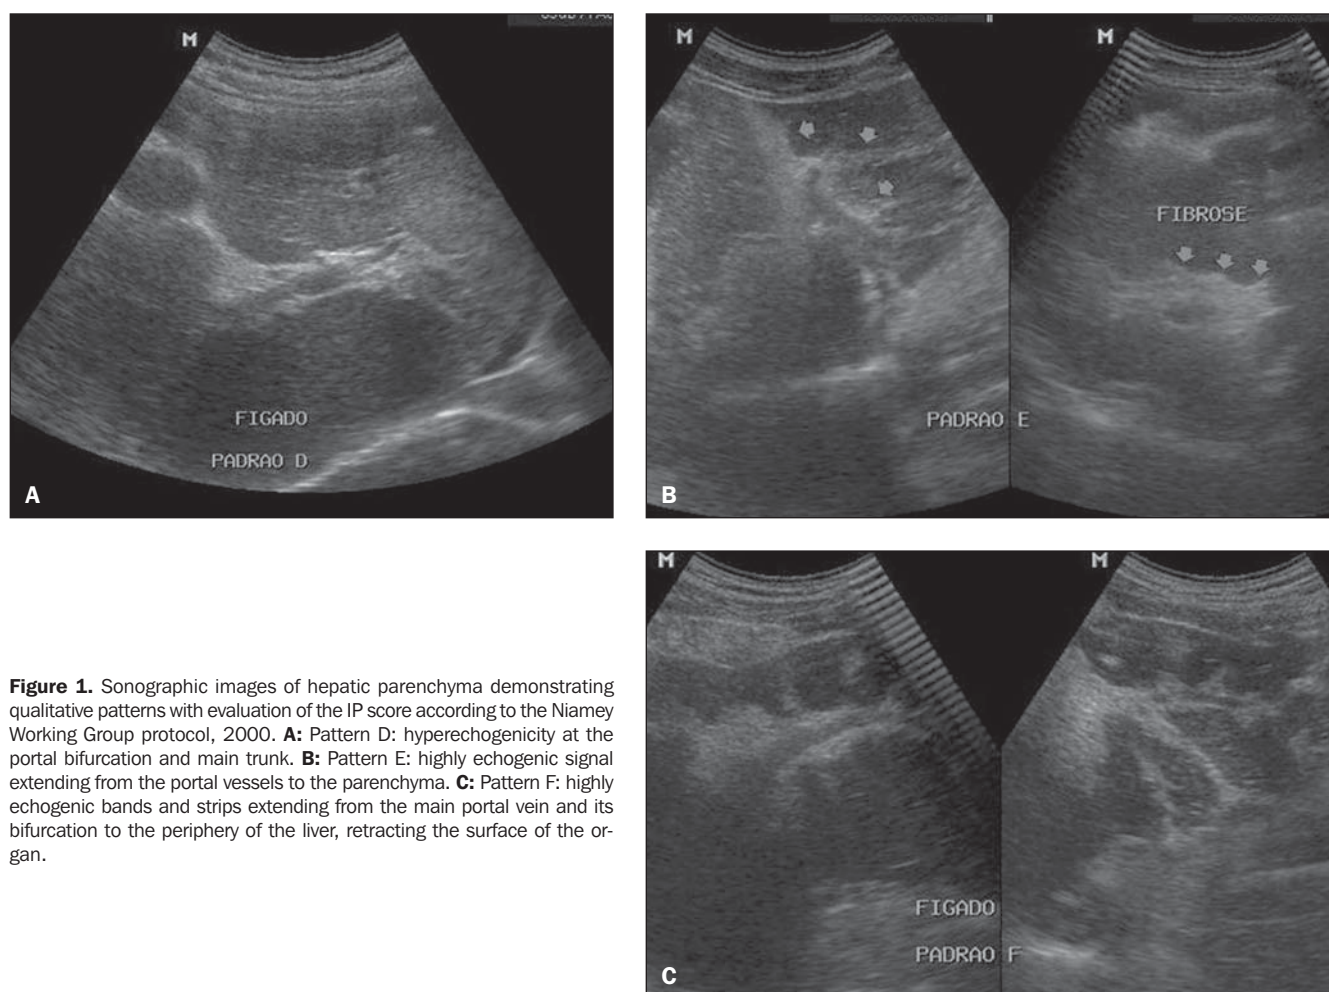 M
FIGADO
PADRAO D
A
M
M
FIBROSE
PADRAO E
B
M
M
FIGADO
PADRAO F
C
Figure 1. Sonographic images of hepatic parenchyma demonstrating
qualitative patterns with evaluation of the IP score according to the Niamey
Working Group protocol, 2000. A: Pattern D: hyperechogenicity at the
portal bifurcation and main trunk. B: Pattern E: highly echogenic signal
extending from the portal vessels to the parenchyma. C: Pattern F: highly
echogenic bands and strips extending from the main portal vein and its
bifurcation to the periphery of the liver, retracting the surface of the or-
gan.